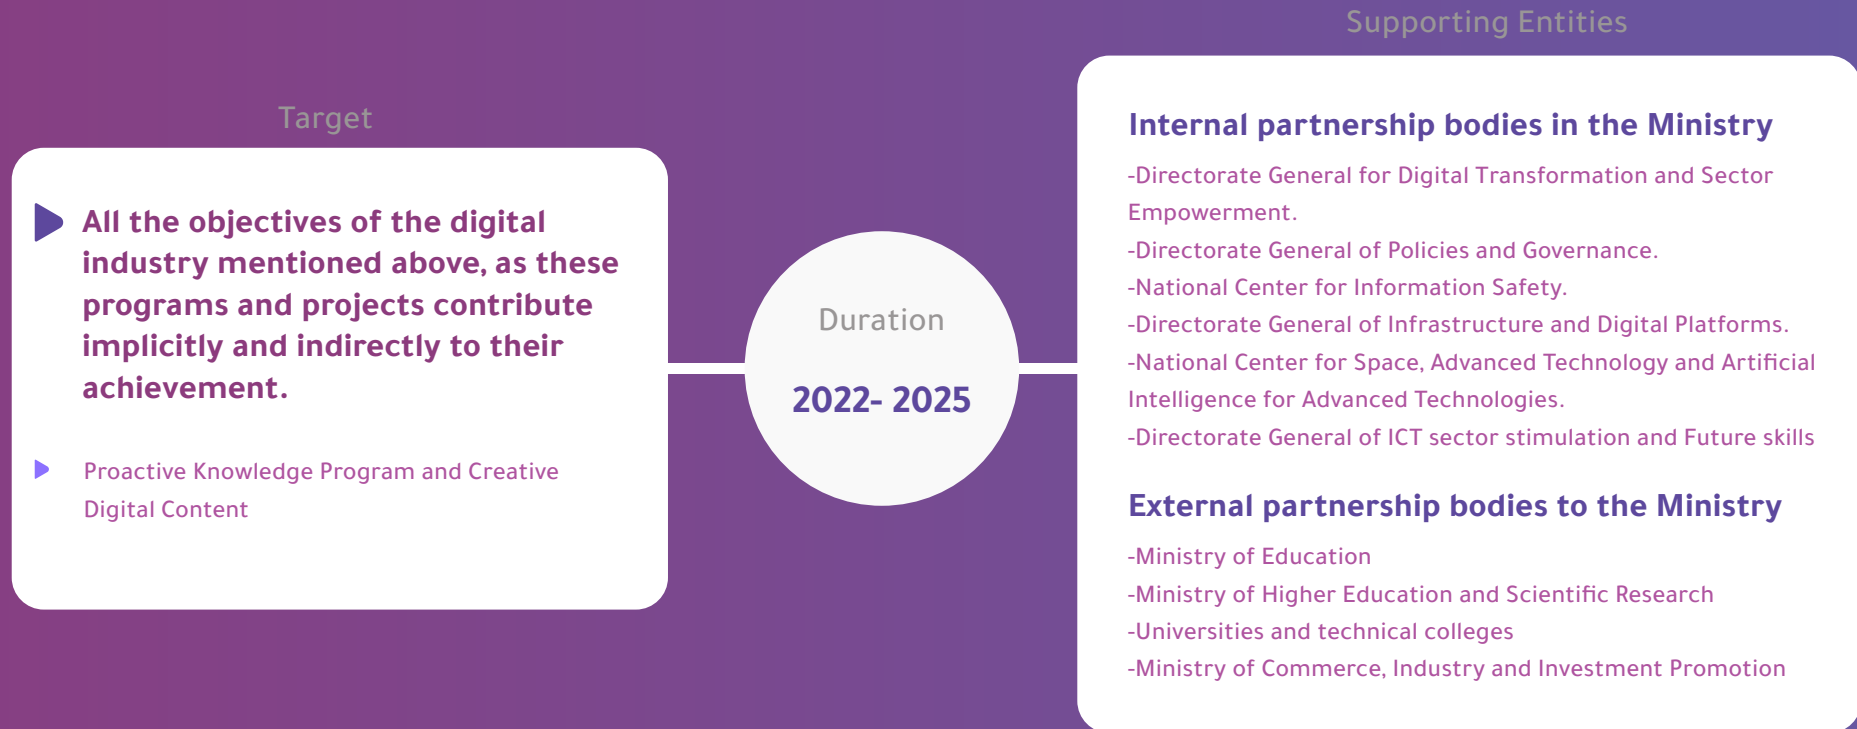 Target
All the objectives of the digital
industry mentioned above, as these
programs and projects contribute
implicitly and indirectly to their
achievement.
Proactive Knowledge Program and Creative
Digital Content
Duration
2022- 2025
Supporting Entities
Internal partnership bodies in the Ministry
-Directorate General for Digital Transformation and Sector
Empowerment.
-Directorate General of Policies and Governance.
-National Center for Information Safety.
-Directorate General of Infrastructure and Digital Platforms.
-National Center for Space, Advanced Technology and Artificial
Intelligence for Advanced Technologies.
-Directorate General of ICT sector stimulation and Future skills
External partnership bodies to the Ministry
-Ministry of Education
-Ministry of Higher Education and Scientific Research
-Universities and technical colleges
-Ministry of Commerce, Industry and Investment Promotion